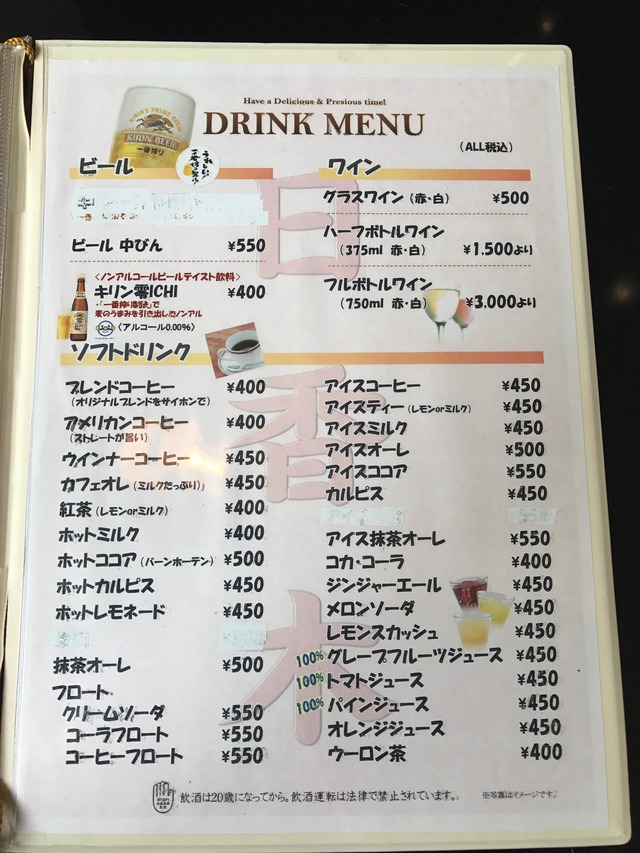 Have a Delicious & Presious time!
DRINK MENU
(ALL税込)
KIRIN BEER
一番搾り
ビール
ビール 中びん ¥550
<ノンアルコールビールテイスト飲料>
キリン零ICHI ¥400
・「一番搾り製法」で
麦のうまみを引き出したノンアル
〈アルコール0.00%〉
ワイン
グラスワイン (赤・白) ¥500
ハーフボトルワイン
(375ml 赤・白) ¥1.500より
フルボトルワイン
(750ml 赤・白) ¥3.000より
ソフトドリンク
ブレンドコーヒー ¥400
(オリジナルブレンドをサイホンで)
アメリカンコーヒー ¥400
(ストレートが旨い)
ウインナーコーヒー ¥450
カフェオレ (ミルクたっぷり) ¥450
紅茶 (レモンorミルク) ¥400
ホットミルク ¥400
ホットココア (バーンホーテン) ¥500
ホットカルピス ¥450
ホットレモネード ¥450
抹茶オーレ ¥500
フロート
クリームソーダ ¥550
コーラフロート ¥550
コーヒーフロート ¥550
アイスコーヒー ¥450
アイスティー (レモンorミルク) ¥450
アイスミルク ¥450
アイスオーレ ¥500
アイスココア ¥550
カルピス ¥450
アイス抹茶オーレ ¥550
コカ・コーラ ¥400
ジンジャーエール ¥450
メロンソーダ ¥450
レモンスカッシュ ¥450
100% グレープフルーツジュース ¥450
100% トマトジュース ¥450
100% パインジュース ¥450
オレンジジュース ¥450
ウーロン茶 ¥400
日香木
飲酒は20歳になってから。飲酒運転は法律で禁止されています。
※写真はイメージです。